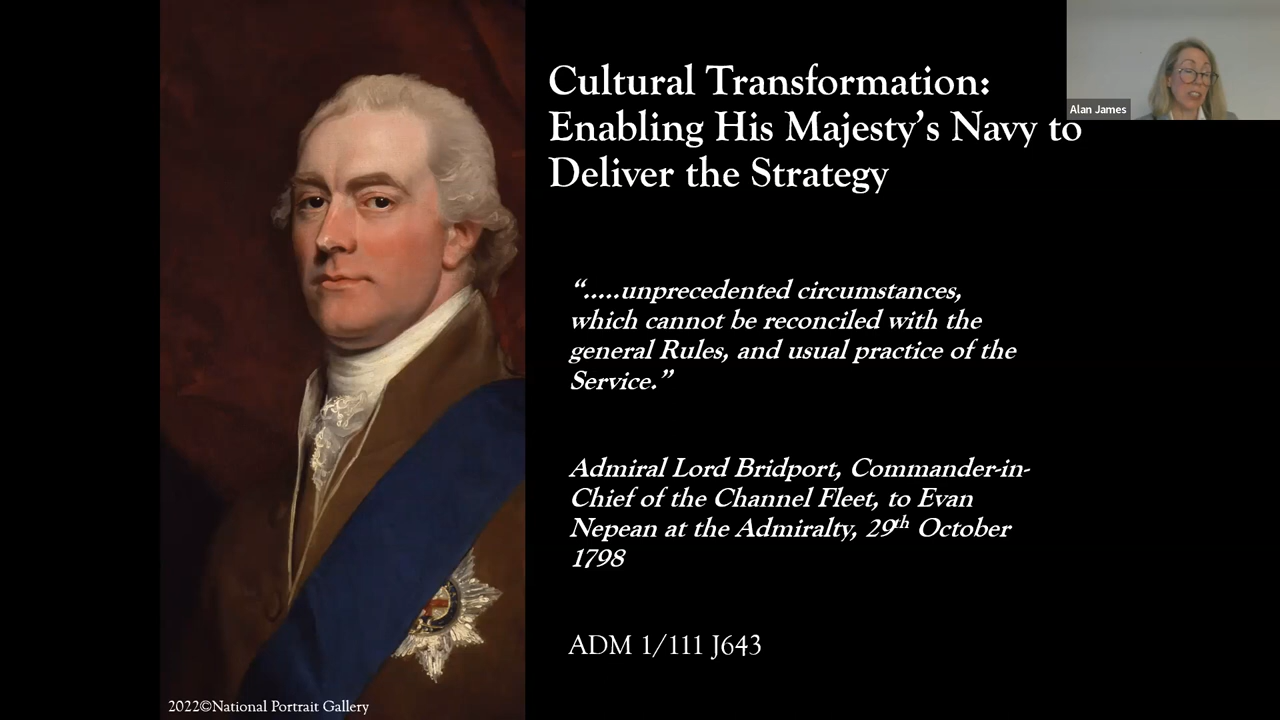 Cultural Transformation:
Enabling His Majesty's Navy to
Deliver the Strategy
Alan James
“.....unprecedented circumstances,
which cannot be reconciled with the
general Rules, and usual practice of the
Service.”
Admiral Lord Bridport, Commander-in-
Chief of the Channel Fleet, to Evan
Nepean at the Admiralty, 29th October
1798
ADM 1/111 J643
2022©National Portrait Gallery